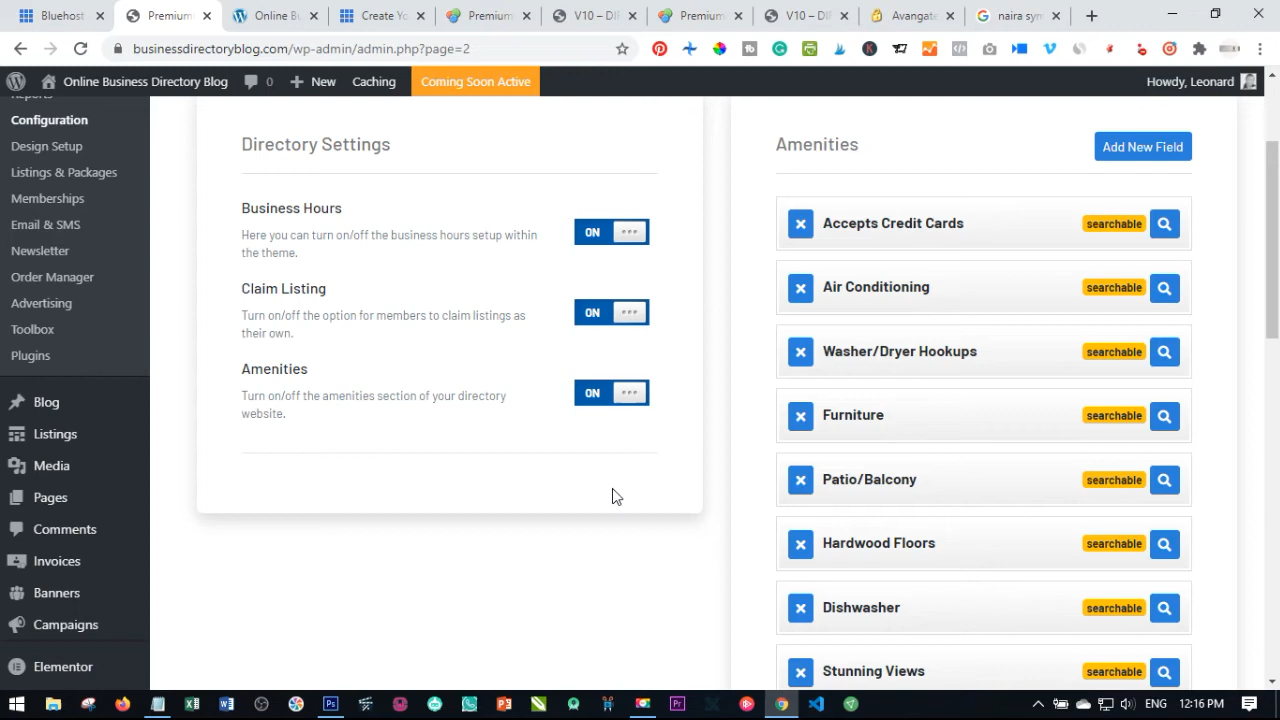 Bluehost
Premium
Online B
Create Yo
Premium
V10 – DIF
Premium
V10 – DIF
Avangate
naira sym
businessdirectoryblog.com/wp-admin/admin.php?page=2
Online Business Directory Blog
0
New
Caching
Coming Soon Active
Howdy, Leonard
Reports
Configuration
Design Setup
Listings & Packages
Memberships
Email & SMS
Newsletter
Order Manager
Advertising
Toolbox
Plugins
Blog
Listings
Media
Pages
Comments
Invoices
Banners
Campaigns
Elementor
Directory Settings
Business Hours
Here you can turn on/off the business hours setup within
the theme.
ON
Claim Listing
Turn on/off the option for members to claim listings as
their own.
ON
Amenities
Turn on/off the amenities section of your directory
website.
ON
Amenities
Add New Field
Accepts Credit Cards searchable
Air Conditioning searchable
Washer/Dryer Hookups searchable
Furniture searchable
Patio/Balcony searchable
Hardwood Floors searchable
Dishwasher searchable
Stunning Views searchable
ENG 12:16 PM